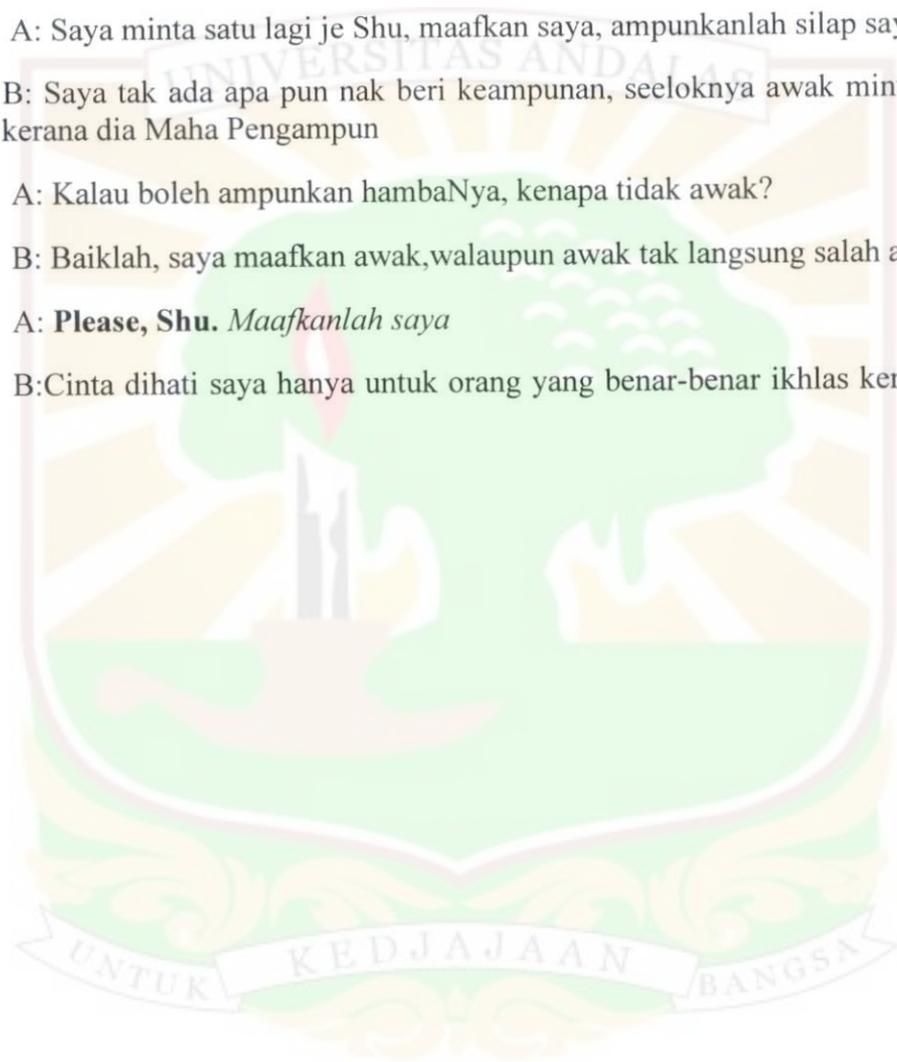 A: Saya minta satu lagi je Shu, maafkan saya, ampunkanlah silap
UNIVERSITAS ANDALAS
B: Saya tak ada apa pun nak beri keampunan, seeloknya awak
kerana dia Maha Pengampun
A: Kalau boleh ampunkan hambaNya, kenapa tidak awak?
B: Baiklah, saya maafkan awak,walaupun awak tak langsung salah
A: Please, Shu. Maafkanlah saya
B:Cinta dihati saya hanya untuk orang yang benar-benar ikhlas
UNTUK KEDJAJAAN BANGSA